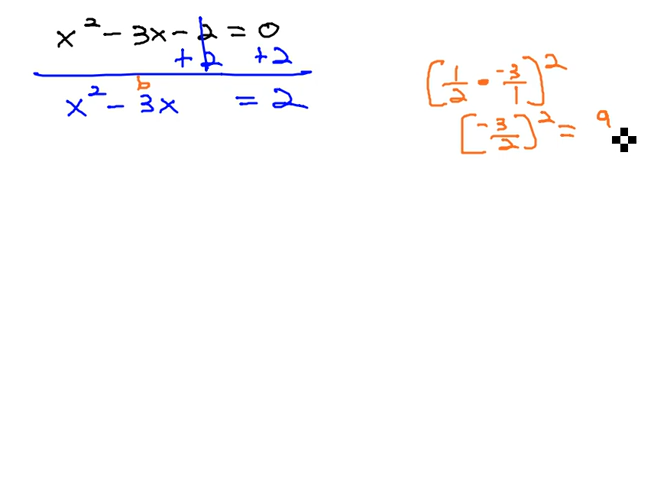 x² - 3x - 2 = 0
+ 2 + 2
b
x² - 3x = 2
[1/2 · -3/1]²
[-3/2]² = 9